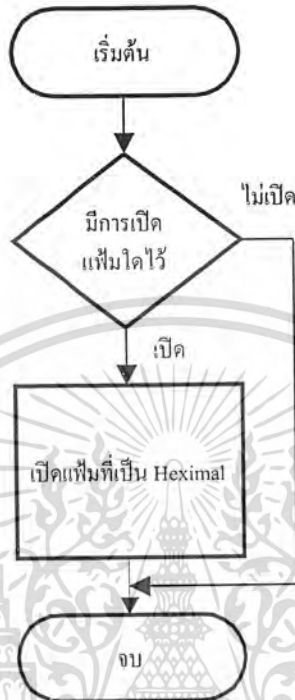 เริ่มต้น
มีการเปิด
แฟ้มใดไว้
ไม่เปิด
เปิด
เปิดแฟ้มที่เป็น Heximal
จบ